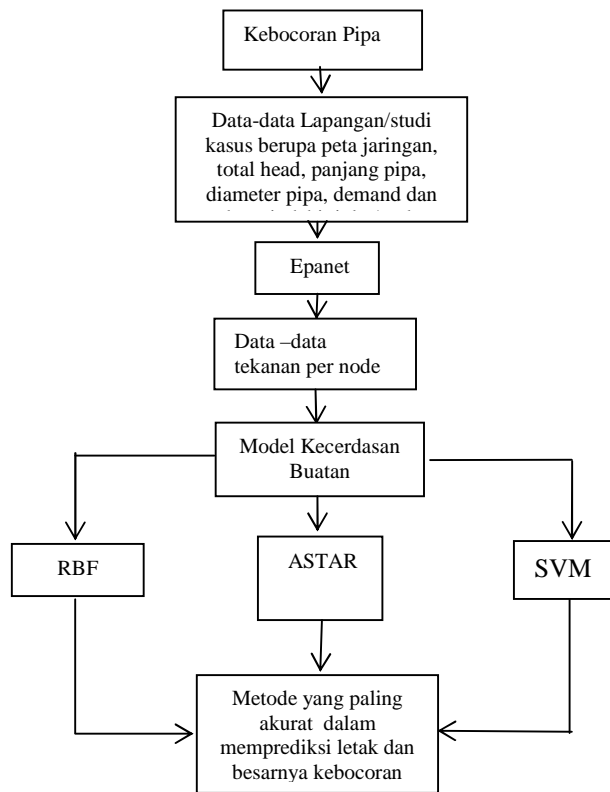 Kebocoran Pipa
Data-data Lapangan/studi
kasus berupa peta jaringan,
total head, panjang pipa,
diameter pipa, demand dan
Epanet
Data –data
tekanan per node
Model Kecerdasan
Buatan
RBF
ASTAR
SVM
Metode yang paling
akurat dalam
memprediksi letak dan
besarnya kebocoran